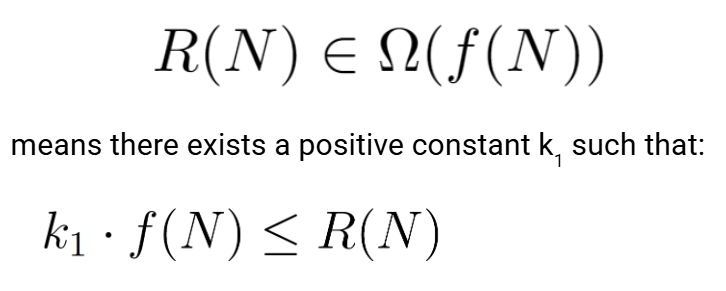 R(N) ∈ Ω(f(N))
means there exists a positive constant k₁ such that:
k₁ · f(N) ≤ R(N)